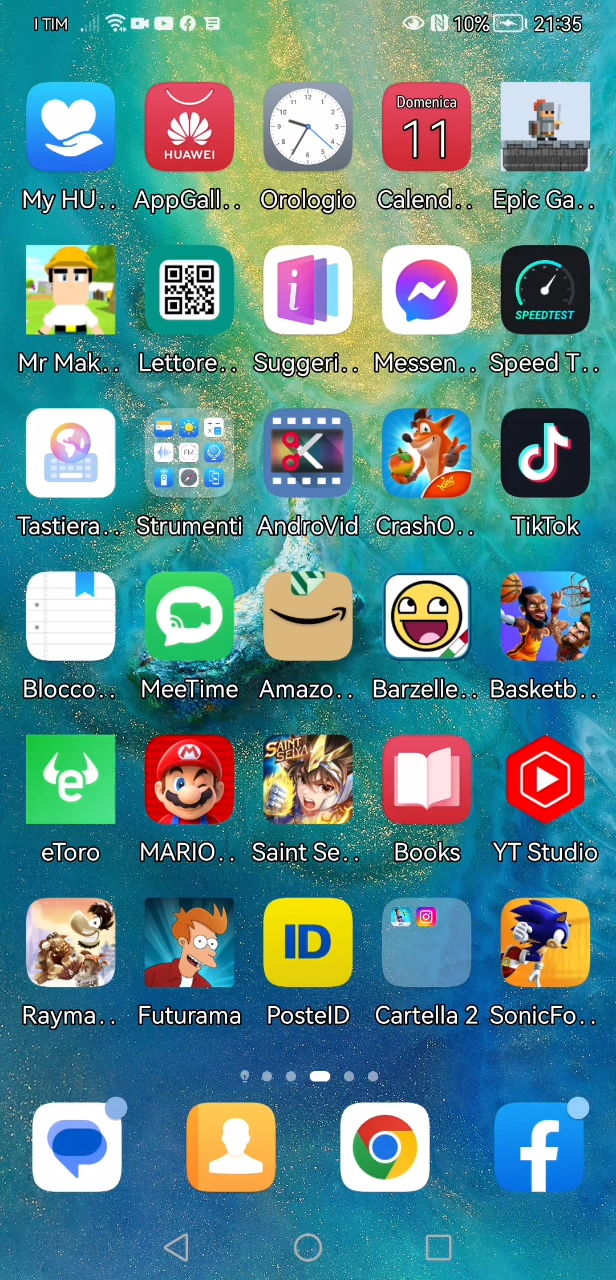 I TIM 10% 21:35
Domenica
11
HUAWEI
My HU.. AppGall.. Orologio Calend.. Epic Ga..
SPEEDTEST
Mr Mak.. Lettore.. Suggeri.. Messen.. Speed T..
FM
King
Tastiera.. Strumenti AndroVid CrashO.. TikTok
Blocco.. MeeTime Amazo.. Barzelle.. Basketb..
SAINT SEIYA
eToro MARIO.. Saint Se.. Books YT Studio
ID
Rayma.. Futurama PosteID Cartella 2 SonicFo..